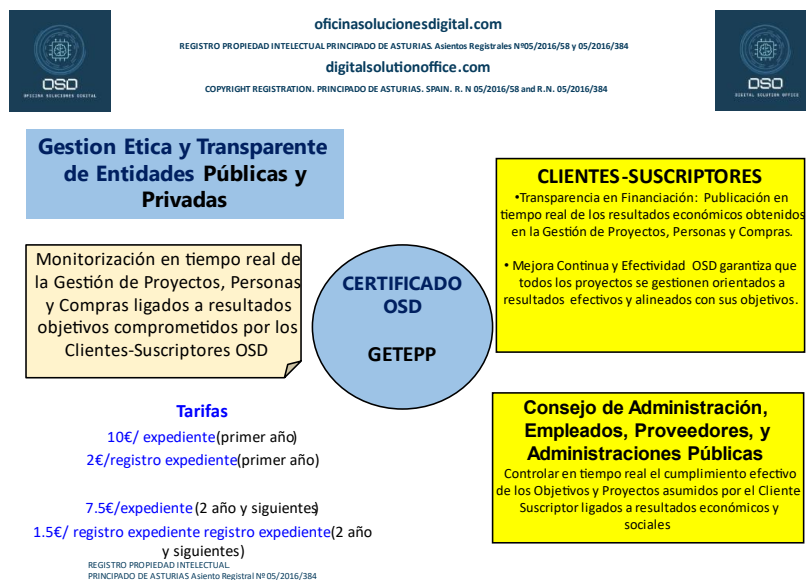 oficinasolucionesdigital.com
REGISTRO PROPIEDAD INTELECTUAL PRINCIPADO DE ASTURIAS. Asientos Registrales Nº05/2016/58 y 05/2016/384
digitalsolutionoffice.com
COPYRIGHT REGISTRATION. PRINCIPADO DE ASTURIAS. SPAIN. R. N 05/2016/58 and R.N. 05/2016/384
OSD
OFICINA SOLUCIONES DIGITAL
OSD
DIGITAL SOLUTION OFFICE
Gestion Etica y Transparente
de Entidades Públicas y
Privadas
Monitorización en tiempo real de
la Gestión de Proyectos, Personas
y Compras ligados a resultados
objetivos comprometidos por los
Clientes-Suscriptores OSD
CERTIFICADO
OSD
GETEPP
CLIENTES-SUSCRIPTORES
•Transparencia en Financiación: Publicación en
tiempo real de los resultados económicos obtenidos
en la Gestión de Proyectos, Personas y Compras.
• Mejora Continua y Efectividad OSD garantiza que
todos los proyectos se gestionen orientados a
resultados efectivos y alineados con sus objetivos.
Tarifas
10€/ expediente(primer año)
2€/registro expediente(primer año)
7.5€/expediente (2 año y siguientes)
1.5€/ registro expediente registro expediente(2 año
y siguientes)
REGISTRO PROPIEDAD INTELECTUAL.
PRINCIPADO DE ASTURIAS Asiento Registral Nº 05/2016/384
Consejo de Administración,
Empleados, Proveedores, y
Administraciones Públicas
Controlar en tiempo real el cumplimiento efectivo
de los Objetivos y Proyectos asumidos por el Cliente
Suscriptor ligados a resultados económicos y
sociales